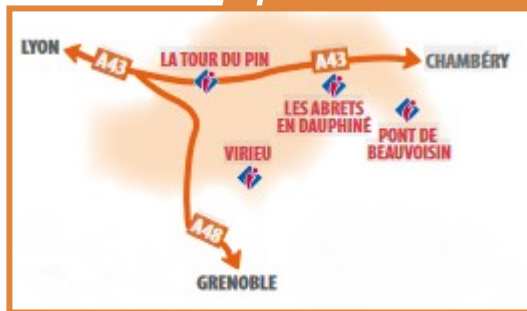 LYON
A43
LA TOUR DU PIN
A43
CHAMBÉRY
LES ABRETS
EN DAUPHINÉ
PONT DE
BEAUVOISIN
VIRIEU
A48
GRENOBLE